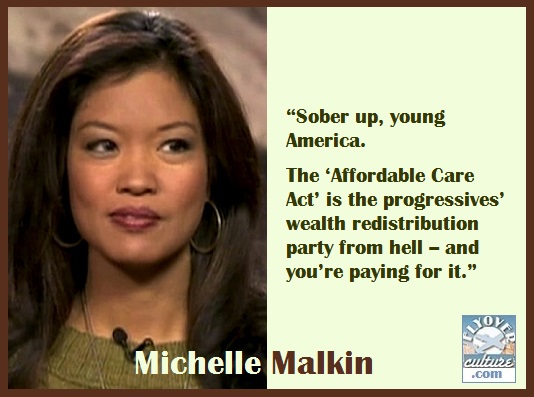 “Sober up, young
America.
The ‘Affordable Care
Act’ is the progressives’
wealth redistribution
party from hell – and
you’re paying for it.”
Michelle Malkin
FLYOVER
culture
.com